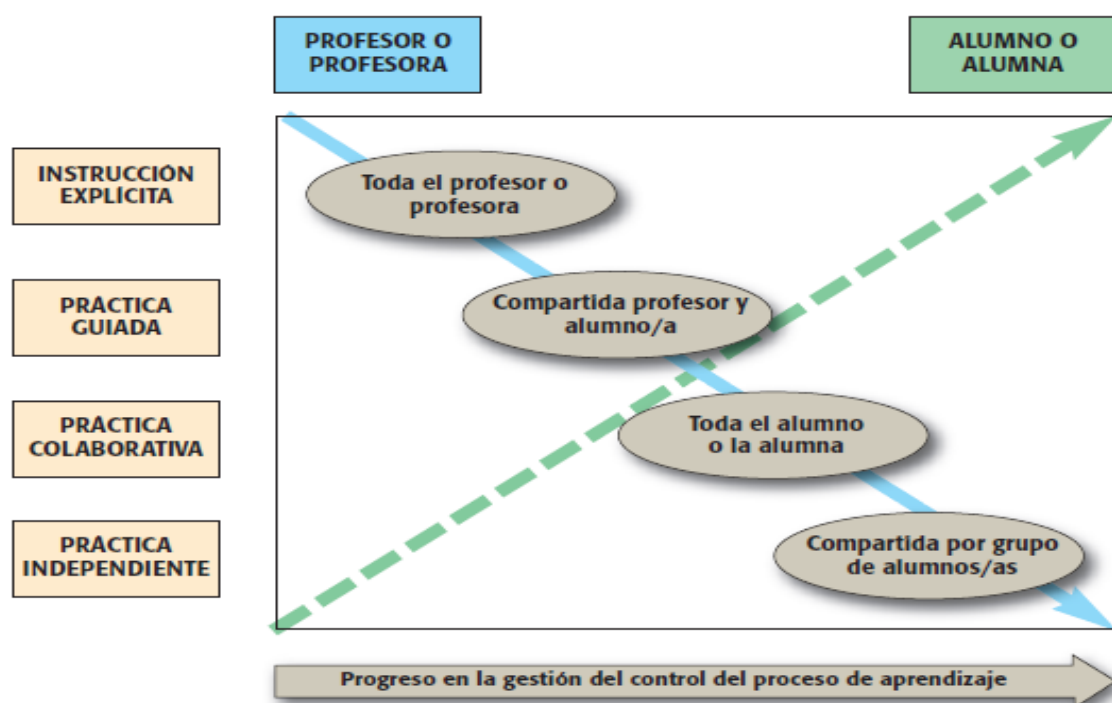 PROFESOR O
PROFESORA
ALUMNO O
ALUMNA
INSTRUCCIÓN
EXPLÍCITA
Toda el profesor o
profesora
PRÁCTICA
GUIADA
Compartida profesor y
alumno/a
PRÁCTICA
COLABORATIVA
Toda el alumno
o la alumna
PRÁCTICA
INDEPENDIENTE
Compartida por grupo
de alumnos/as
Progreso en la gestión del control del proceso de aprendizaje